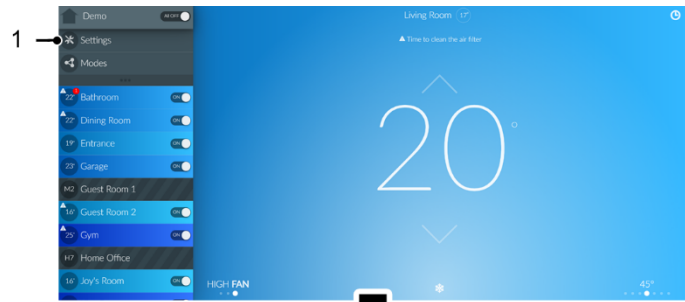 Demo
All OFF
1
Settings
Modes
22° Bathroom ON
22° Dining Room ON
19° Entrance ON
23° Garage ON
M2 Guest Room 1
16° Guest Room 2 ON
25° Gym ON
H7 Home Office
16° Joy's Room ON
Living Room 17°
Time to clean the air filter
20°
HIGH FAN
45°